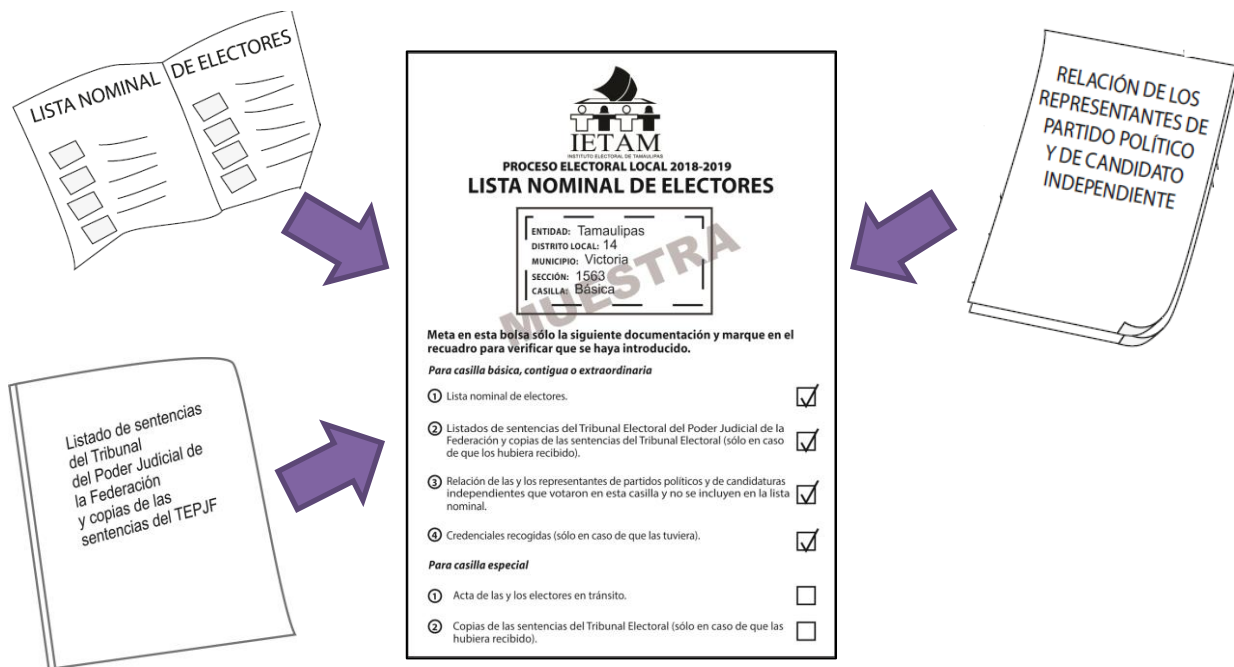 LISTA NOMINAL DE ELECTORES
IETAM
INSTITUTO ELECTORAL DE TAMAULIPAS
PROCESO ELECTORAL LOCAL 2018-2019
LISTA NOMINAL DE ELECTORES
ENTIDAD: Tamaulipas
DISTRITO LOCAL: 14
MUNICIPIO: Victoria
SECCIÓN: 1563
CASILLA: Básica
MUESTRA
Meta en esta bolsa sólo la siguiente documentación y marque en el
recuadro para verificar que se haya introducido.
Para casilla básica, contigua o extraordinaria
1 Lista nominal de electores.
2 Listados de sentencias del Tribunal Electoral del Poder Judicial de la
Federación y copias de las sentencias del Tribunal Electoral (sólo en caso
de que los hubiera recibido).
3 Relación de las y los representantes de partidos políticos y de candidaturas
independientes que votaron en esta casilla y no se incluyen en la lista
nominal.
4 Credenciales recogidas (sólo en caso de que las tuviera).
Para casilla especial
1 Acta de las y los electores en tránsito.
2 Copias de las sentencias del Tribunal Electoral (sólo en caso de que las
hubiera recibido).
RELACIÓN DE LOS
REPRESENTANTES DE
PARTIDO POLÍTICO
Y DE CANDIDATO
INDEPENDIENTE
Listado de sentencias
del Tribunal
del Poder Judicial de
la Federación
y copias de las
sentencias del TEPJF